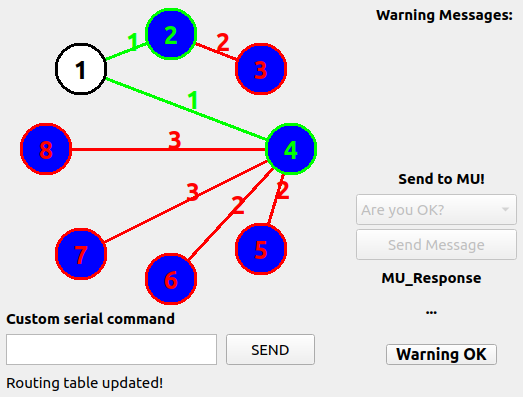 Warning Messages:
2
1
2
3
1
1
3
8
4
3
2
2
7
6
5
Send to MU!
Are you OK?
Send Message
MU_Response
...
Warning OK
Custom serial command
SEND
Routing table updated!